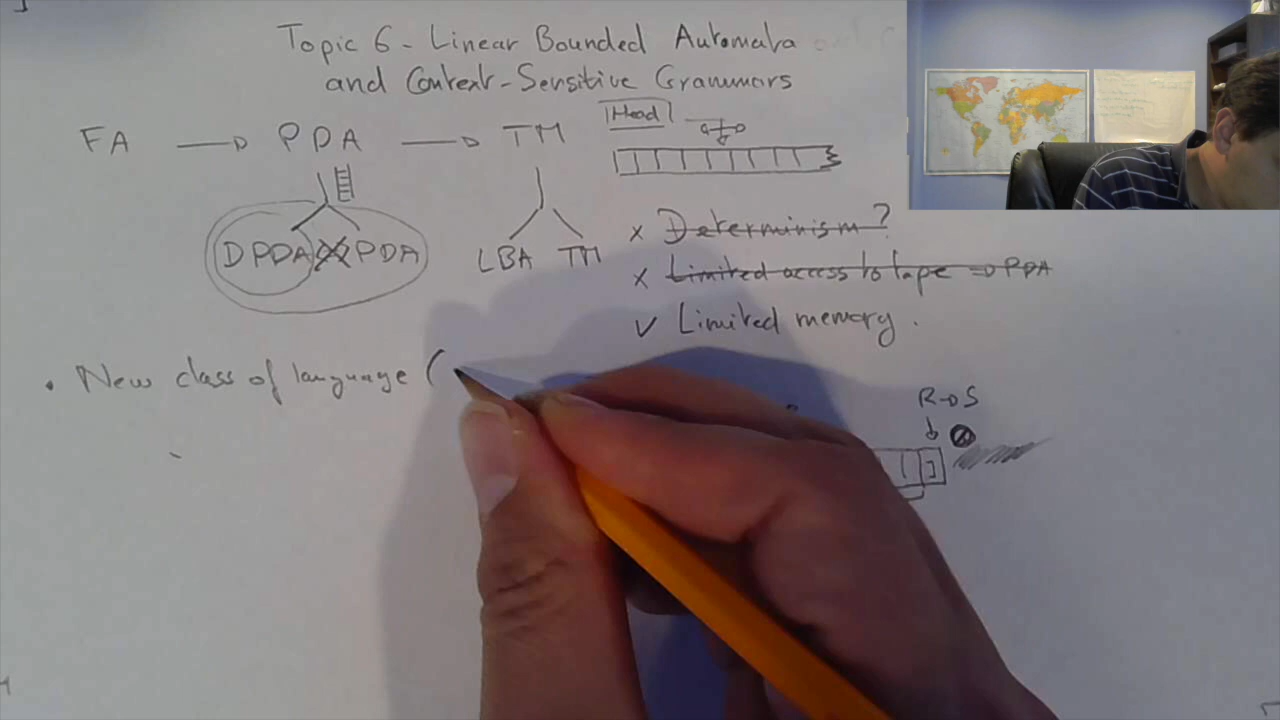 Topic 6 - Linear Bounded Automata
and Context-Sensitive Grammars
FA → PDA → TM
Head
DPDA PDA
LBA TM
x Determinism?
x Limited access to tape → PDA
✓ Limited memory.
• New class of language (
R→S
]